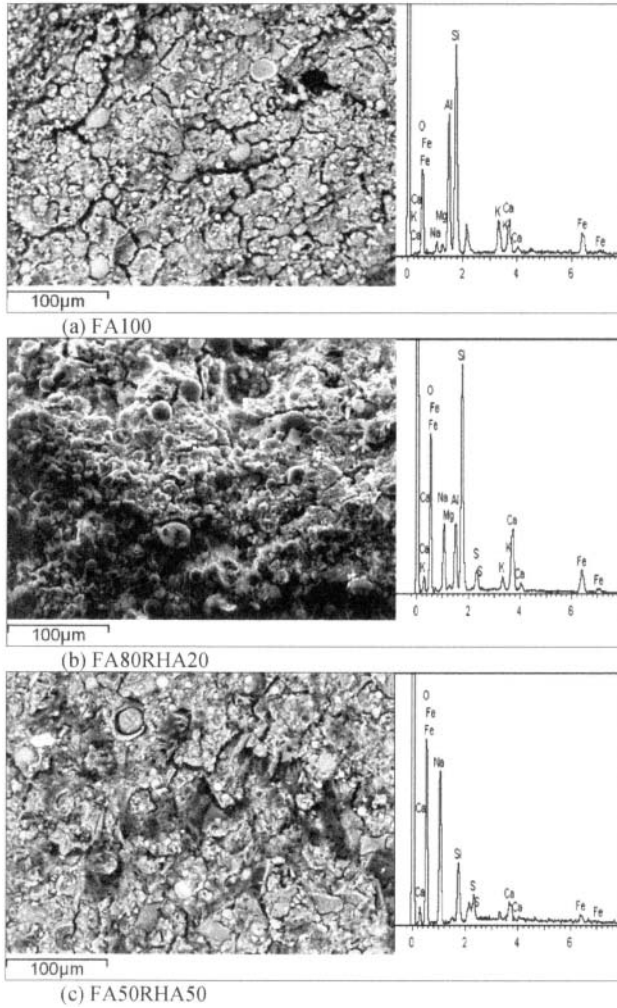 Si
Al
O
Fe
Fe
Ca
K
Ca
Na
Mg
K
K
Ca
Ca
Fe
Fe
0 2 4 6
100µm
(a) FA100
Si
O
Fe
Fe
Ca
Na
Mg
Al
Ca
K
S
S
K
K
Ca
Ca
Fe
Fe
0 2 4 6
100µm
(b) FA80RHA20
O
Fe
Fe
Na
Ca
Si
Ca
S
S
Ca
Ca
Fe
Fe
0 2 4 6
100µm
(c) FA50RHA50